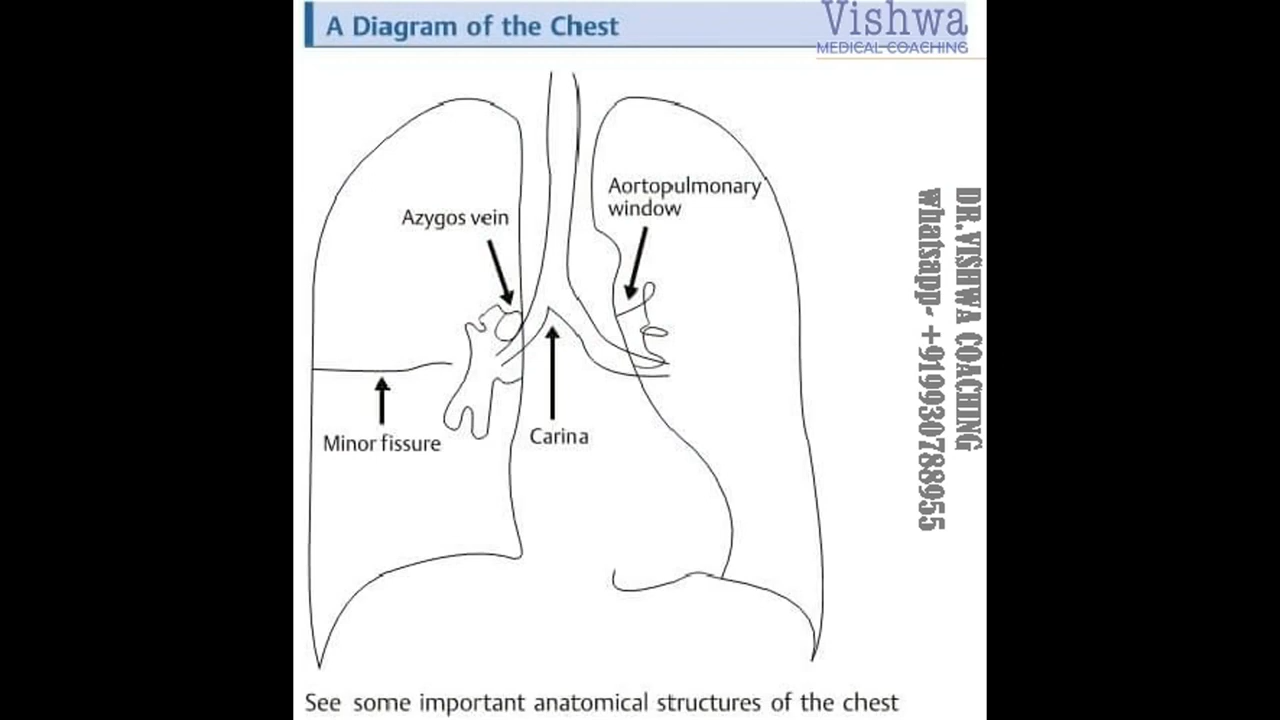 A Diagram of the Chest
Vishwa
MEDICAL COACHING
Aortopulmonary
window
Azygos vein
Minor fissure
Carina
See some important anatomical structures of the chest
DR.VISHWA COACHING
Whatsapp- +919930788955